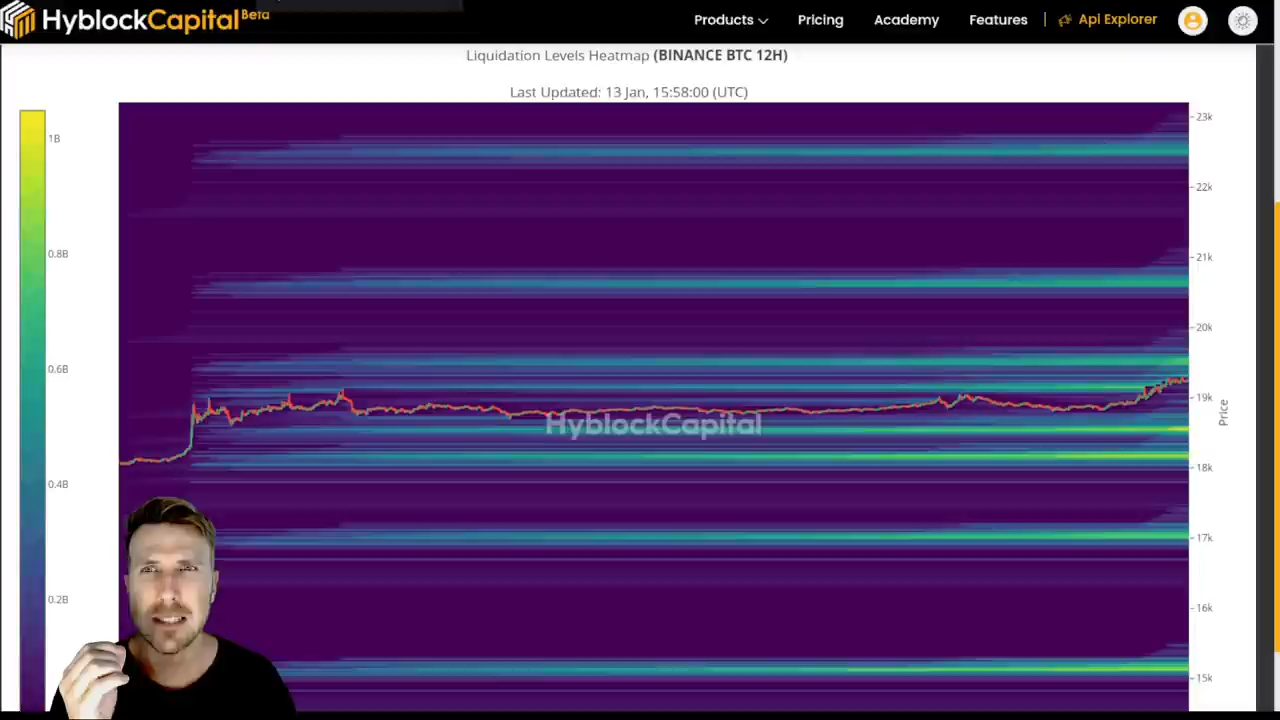 HyblockCapital Beta
Products Pricing Academy Features Api Explorer
Liquidation Levels Heatmap (BINANCE BTC 12H)
Last Updated: 13 Jan, 15:58:00 (UTC)
1B
0.8B
0.6B
0.4B
0.2B
23k
22k
21k
20k
19k
18k
17k
16k
15k
Price
HyblockCapital